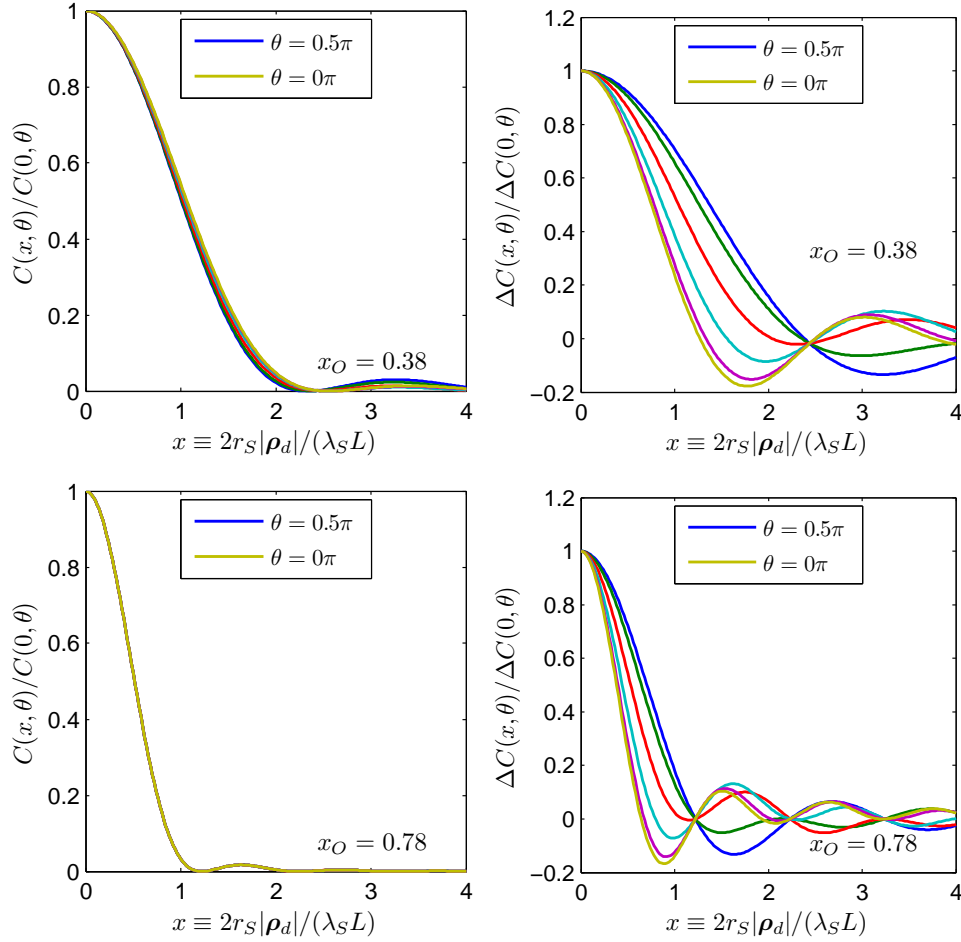 1
0.8
0.6
0.4
0.2
0
0 1 2 3 4
C(x, θ)/C(0, θ)
x ≡ 2r_S|ρ_d|/(λ_S L)
θ = 0.5π
θ = 0π
x_O = 0.38
1.2
1
0.8
0.6
0.4
0.2
0
−0.2
0 1 2 3 4
ΔC(x, θ)/ΔC(0, θ)
x ≡ 2r_S|ρ_d|/(λ_S L)
θ = 0.5π
θ = 0π
x_O = 0.38
1
0.8
0.6
0.4
0.2
0
0 1 2 3 4
C(x, θ)/C(0, θ)
x ≡ 2r_S|ρ_d|/(λ_S L)
θ = 0.5π
θ = 0π
x_O = 0.78
1.2
1
0.8
0.6
0.4
0.2
0
−0.2
0 1 2 3 4
ΔC(x, θ)/ΔC(0, θ)
x ≡ 2r_S|ρ_d|/(λ_S L)
θ = 0.5π
θ = 0π
x_O = 0.78